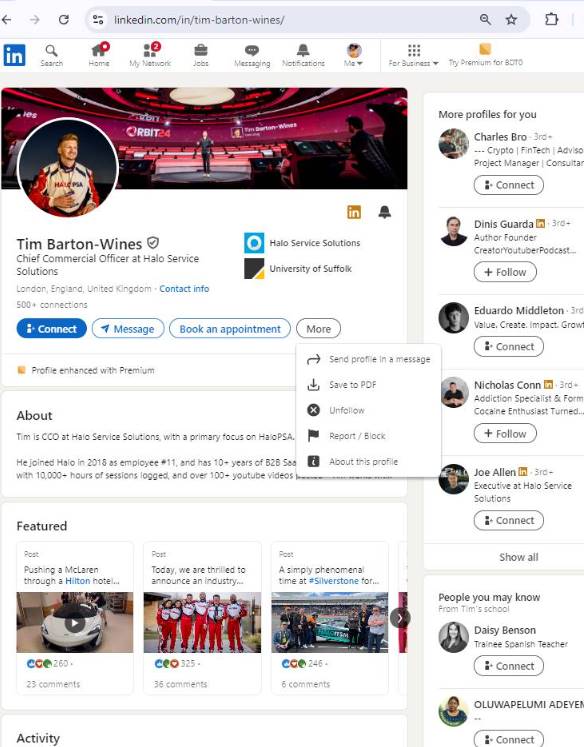 linkedin.com/in/tim-barton-wines/
in
Search
Home
2
My Network
Jobs
Messaging
Notifications
Me
For Business
Try Premium for BDT0
ORBIT24
Tim Barton-Wines
HALOPSA
in
Tim Barton-Wines
Chief Commercial Officer at Halo Service
Solutions
London, England, United Kingdom · Contact info
500+ connections
Halo Service Solutions
University of Suffolk
Connect
Message
Book an appointment
More
Send profile in a message
Save to PDF
Unfollow
Report / Block
About this profile
Profile enhanced with Premium
About
Tim is CCO at Halo Service Solutions, with a primary focus on HaloPSA.
He joined Halo in 2018 as employee #11, and has 10+ years of B2B Saa
with 10,000+ hours of sessions logged, and over 100+ youtube videos
Featured
Post
Pushing a McLaren
through a Hilton hotel...
260 ·
23 comments
Post
Today, we are thrilled to
announce an industry...
325 ·
36 comments
Post
A simply phenomenal
time at #Silverstone for...
HALOITSM
246 ·
6 comments
Activity
More profiles for you
Charles Bro · 3rd+
--- Crypto | FinTech | Adviso
Project Manager | Consultan
Connect
Dinis Guarda in · 3rd+
Author Founder
CreatorYoutuberPodcast...
+ Follow
Eduardo Middleton · 3rd
Value. Create. Impact. Growt
Connect
Nicholas Conn in · 3rd+
Addiction Specialist & Form
Cocaine Enthusiast Turned...
+ Follow
Joe Allen in · 3rd+
Executive at Halo Service
Solutions
Connect
Show all
People you may know
From Tim's school
Daisy Benson
Trainee Spanish Teacher
Connect
OLUWAPELUMI ADEYEM
--
Connect